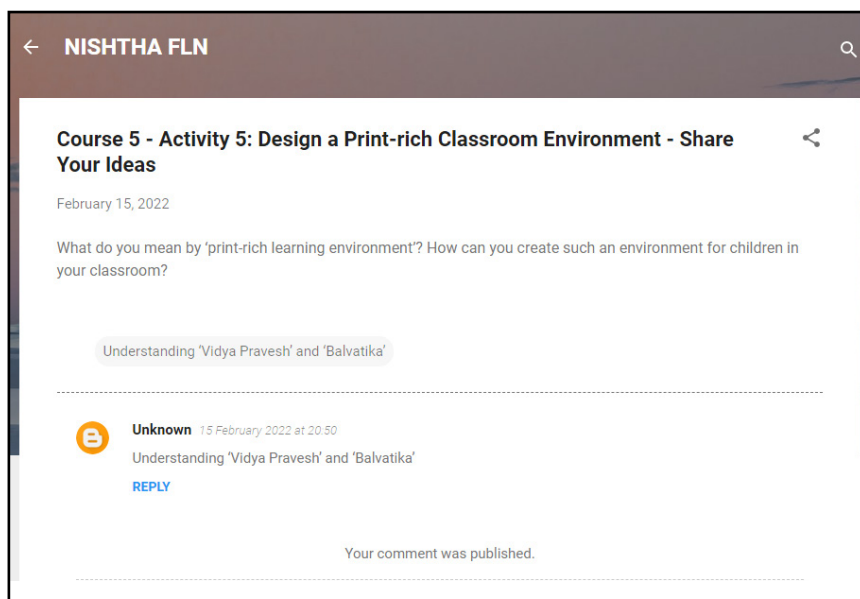 NISHTHA FLN
Course 5 - Activity 5: Design a Print-rich Classroom Environment - Share
Your Ideas
February 15, 2022
What do you mean by ‘print-rich learning environment’? How can you create such an environment for children in
your classroom?
Understanding ‘Vidya Pravesh’ and ‘Balvatika’
Unknown 15 February 2022 at 20:50
Understanding ‘Vidya Pravesh’ and ‘Balvatika’
REPLY
Your comment was published.